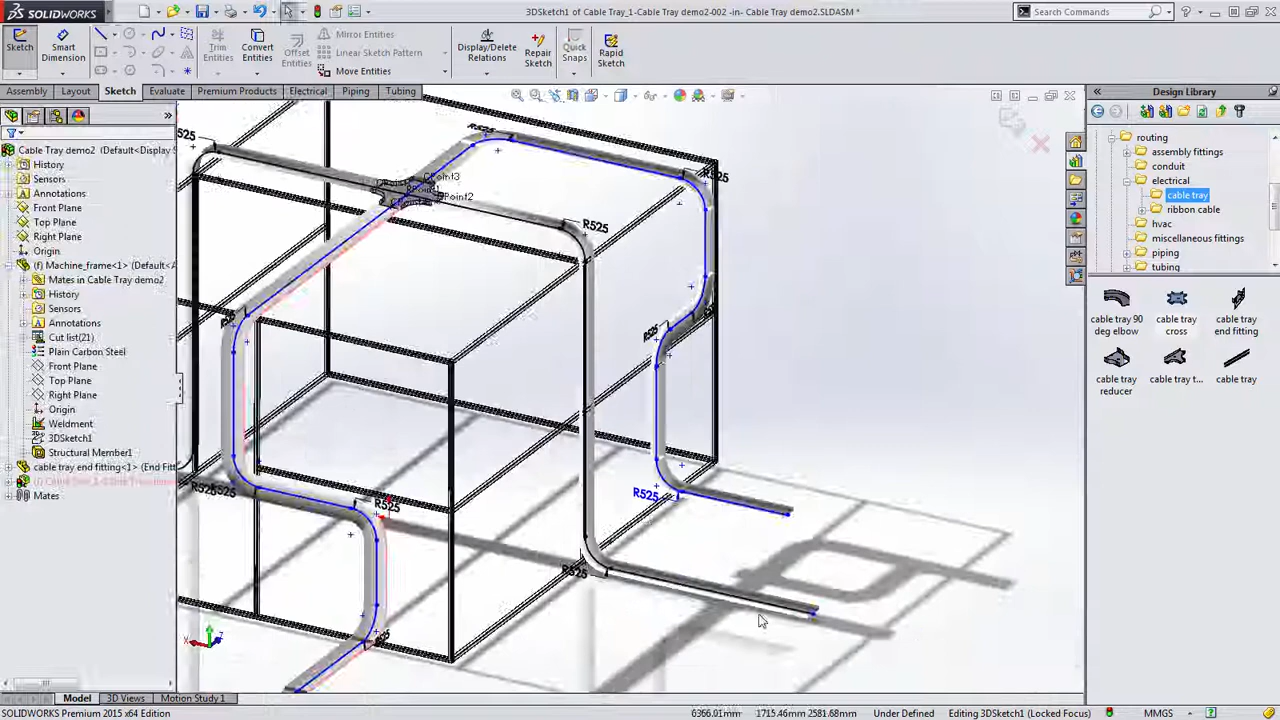 SOLIDWORKS
3DSketch1 of Cable Tray_1-Cable Tray demo2-002 -in- Cable Tray demo2.SLDASM *
Search Commands
Sketch
Smart Dimension
Trim Entities
Convert Entities
Offset Entities
Mirror Entities
Linear Sketch Pattern
Move Entities
Display/Delete Relations
Repair Sketch
Quick Snaps
Rapid Sketch
Assembly Layout Sketch Evaluate Premium Products Electrical Piping Tubing
Design Library
Cable Tray demo2 (Default<Display S
History
Sensors
Annotations
Front Plane
Top Plane
Right Plane
Origin
(f) Machine_frame<1> (Default<A
Mates in Cable Tray demo2
History
Sensors
Annotations
Cut list(21)
Plain Carbon Steel
Front Plane
Top Plane
Right Plane
Origin
Weldment
3DSketch1
Structural Member1
cable tray end fitting<1> (End Fitt
Mates
R525
R525
R525
R525
R525
R525
CPoint3
routing
assembly fittings
conduit
electrical
cable tray
ribbon cable
hvac
miscellaneous fittings
piping
tubing
cable tray 90 deg elbow
cable tray cross
cable tray end fitting
cable tray reducer
cable tray t...
cable tray
Model 3D Views Motion Study 1
SOLIDWORKS Premium 2015 x64 Edition
6366.01mm 1715.46mm 2581.68mm Under Defined Editing 3DSketch1 (Locked Focus) MMGS